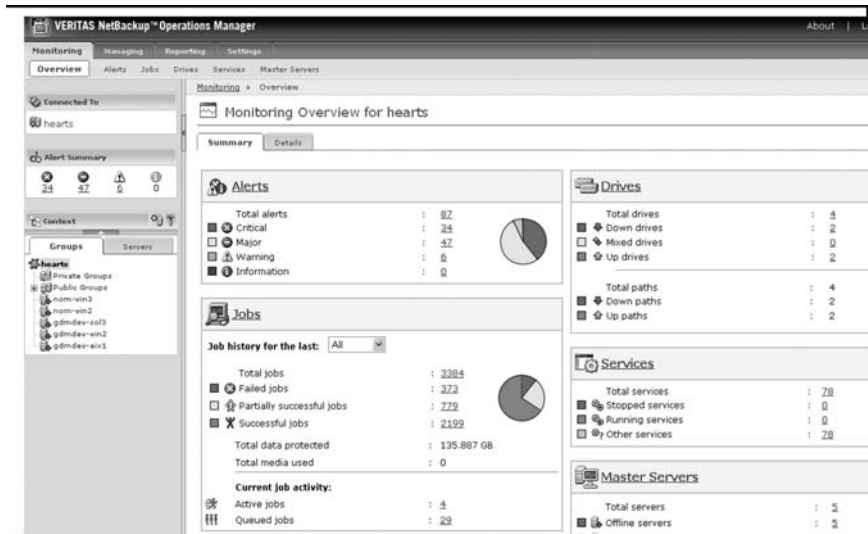 VERITAS NetBackup™ Operations Manager
About | L
Monitoring Managing Reporting Settings
Overview Alerts Jobs Drives Services Master Servers
Connected To
hearts
Alert Summary
34 47 6 0
Context
Groups Servers
hearts
Private Groups
Public Groups
nom-vin3
nom-vin2
gdmdev-sol3
gdmdev-win2
gdmdev-aix1
Monitoring > Overview
Monitoring Overview for hearts
Summary Details
Alerts
Total alerts : 87
Critical : 34
Major : 47
Warning : 6
Information : 0
Jobs
Job history for the last: All
Total jobs : 3384
Failed jobs : 373
Partially successful jobs : 779
Successful jobs : 2199
Total data protected : 135.887 GB
Total media used : 0
Current job activity:
Active jobs : 4
Queued jobs : 29
Drives
Total drives : 4
Down drives : 2
Mixed drives : 0
Up drives : 2
Total paths : 4
Down paths : 2
Up paths : 2
Services
Total services : 78
Stopped services : 0
Running services : 0
Other services : 78
Master Servers
Total servers : 5
Offline servers : 5